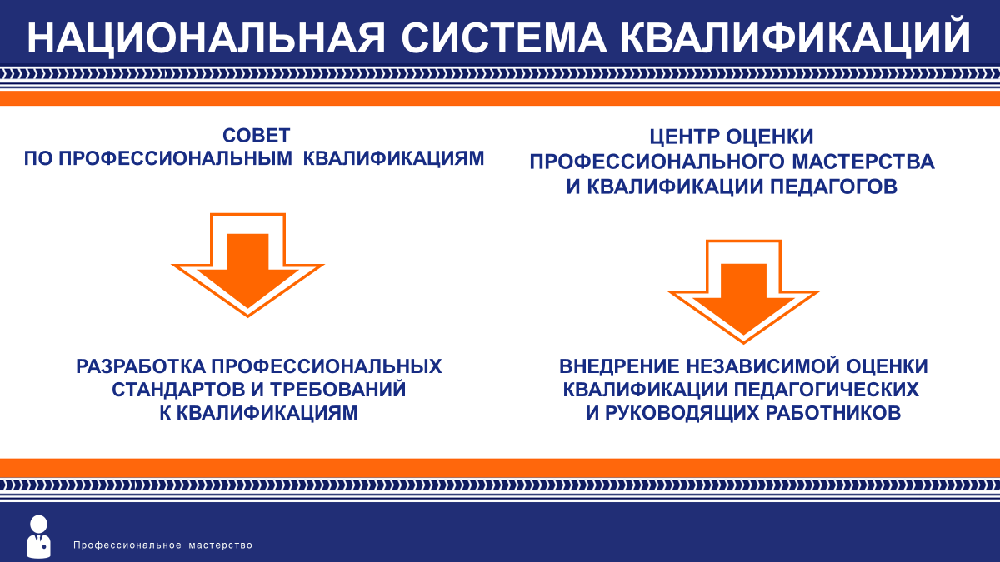 НАЦИОНАЛЬНАЯ СИСТЕМА КВАЛИФИКАЦИЙ
СОВЕТ
ПО ПРОФЕССИОНАЛЬНЫМ КВАЛИФИКАЦИЯМ
ЦЕНТР ОЦЕНКИ
ПРОФЕССИОНАЛЬНОГО МАСТЕРСТВА
И КВАЛИФИКАЦИИ ПЕДАГОГОВ
РАЗРАБОТКА ПРОФЕССИОНАЛЬНЫХ
СТАНДАРТОВ И ТРЕБОВАНИЙ
К КВАЛИФИКАЦИЯМ
ВНЕДРЕНИЕ НЕЗАВИСИМОЙ ОЦЕНКИ
КВАЛИФИКАЦИИ ПЕДАГОГИЧЕСКИХ
И РУКОВОДЯЩИХ РАБОТНИКОВ
Профессиональное мастерство